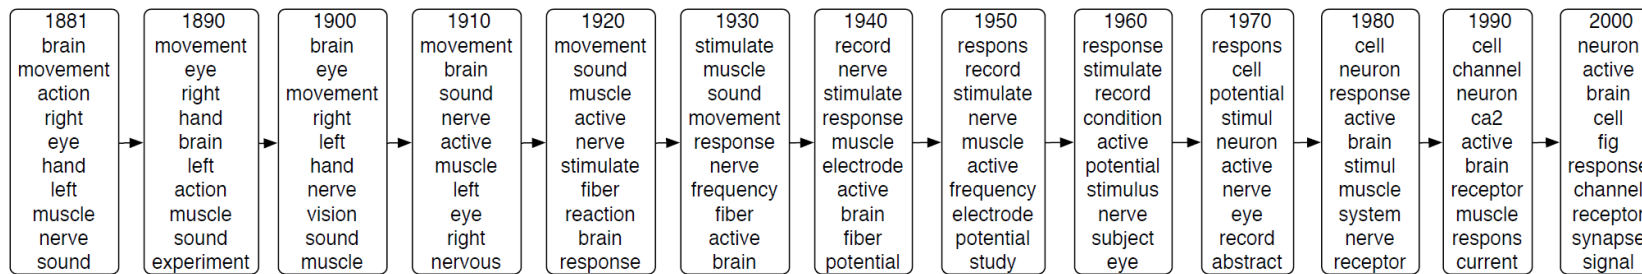 1881
brain
movement
action
right
eye
hand
left
muscle
nerve
sound
1890
movement
eye
right
hand
brain
left
action
muscle
sound
experiment
1900
brain
eye
movement
right
left
hand
nerve
vision
sound
muscle
1910
movement
brain
sound
nerve
active
muscle
left
eye
right
nervous
1920
movement
sound
muscle
active
nerve
stimulate
fiber
reaction
brain
response
1930
stimulate
muscle
sound
movement
response
nerve
frequency
fiber
active
brain
1940
record
nerve
stimulate
response
muscle
electrode
active
brain
fiber
potential
1950
respons
record
stimulate
nerve
muscle
active
frequency
electrode
potential
study
1960
response
stimulate
record
condition
active
potential
stimulus
nerve
subject
eye
1970
respons
cell
potential
stimul
neuron
active
nerve
eye
record
abstract
1980
cell
neuron
response
active
brain
stimul
muscle
system
nerve
receptor
1990
cell
channel
neuron
ca2
active
brain
receptor
muscle
respons
current
2000
neuron
active
brain
cell
fig
response
channel
receptor
synapse
signal